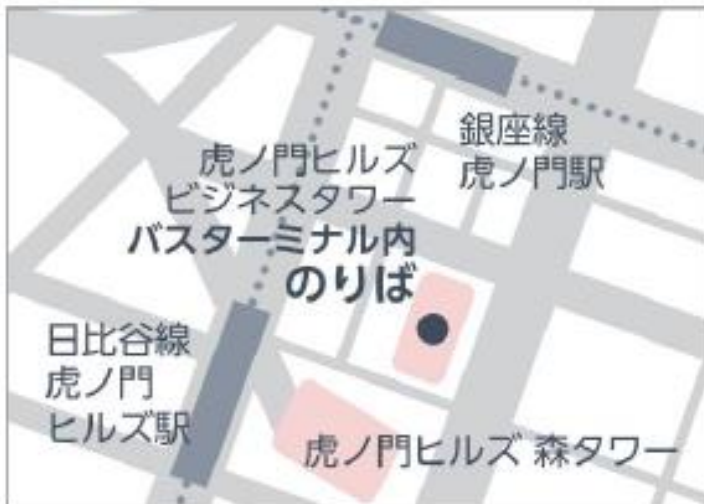 銀座線
虎ノ門駅
虎ノ門ヒルズ
ビジネスタワー
バスターミナル内
のりば
日比谷線
虎ノ門
ヒルズ駅
虎ノ門ヒルズ 森タワー